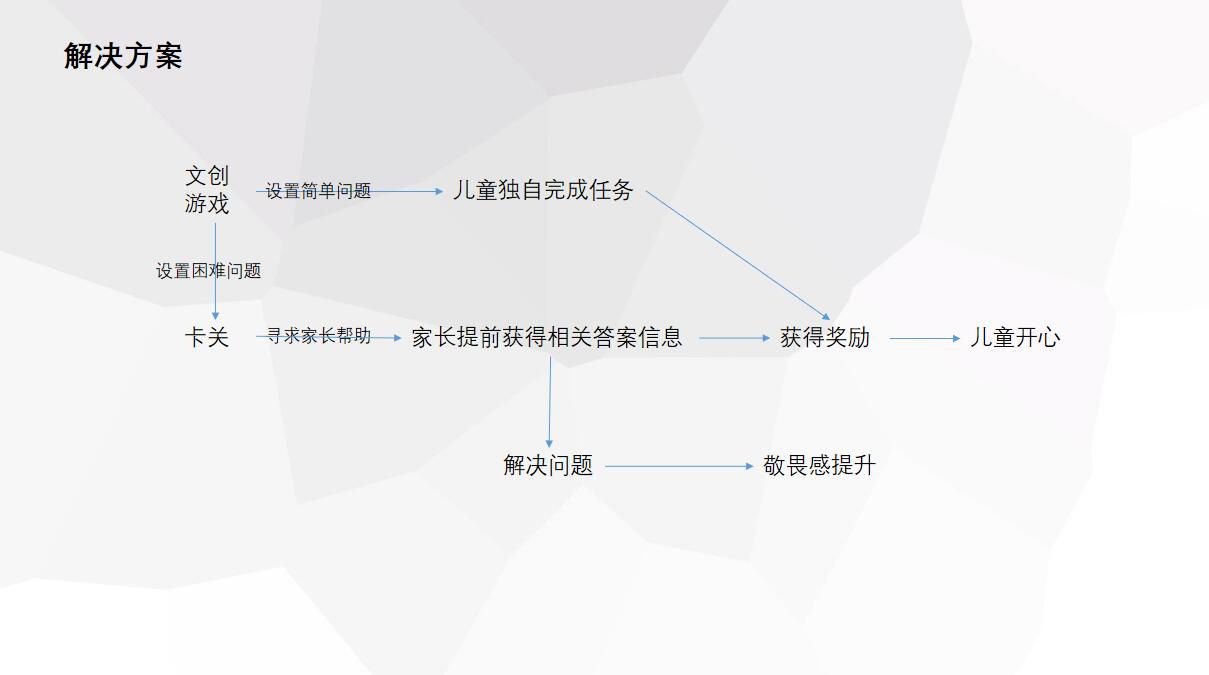 解决方案
文创
游戏
设置简单问题
儿童独自完成任务
设置困难问题
卡关
寻求家长帮助
家长提前获得相关答案信息
获得奖励
儿童开心
解决问题
敬畏感提升